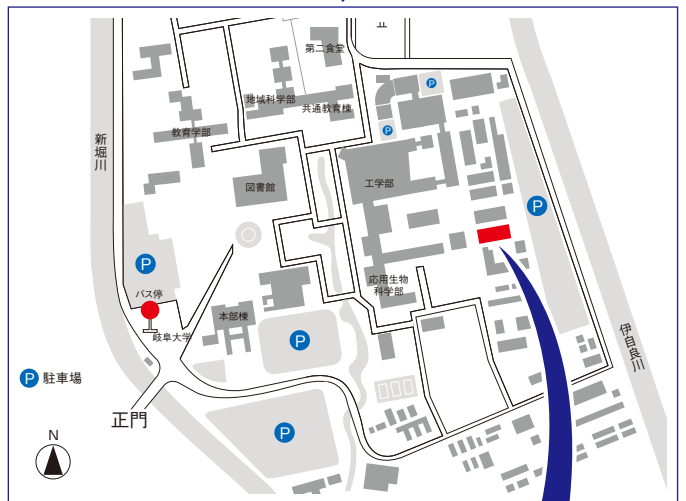 第二食堂
P
地域科学部
共通教育棟
P
教育学部
新堀川
図書館
工学部
P
P
応用生物
科学部
バス停
岐阜大学
本部棟
P
伊自良川
P 駐車場
正門
P
N